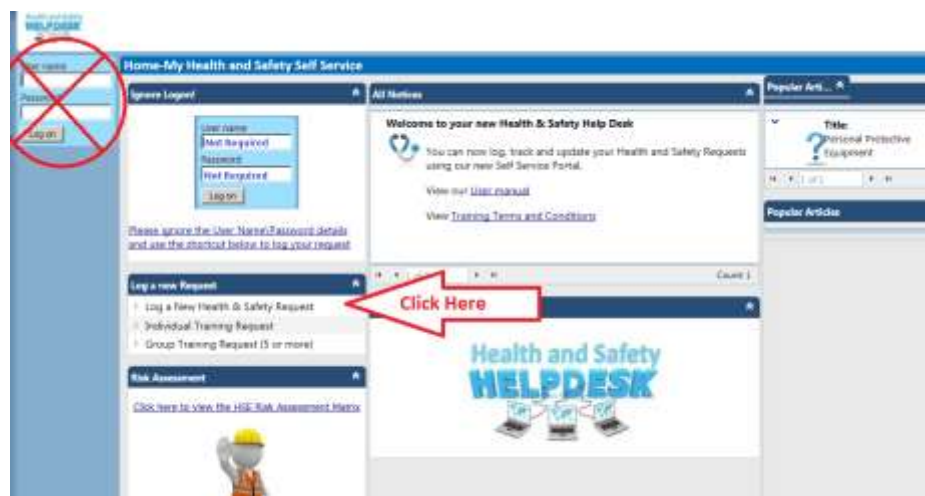 Health and Safety
HELPDESK
User name
Password
Log on
Home-My Health and Safety Self Service
Ignore Logon!
User name
Not Required
Password
Not Required
Log on
Please ignore the User Name\Password details
and use the shortcut below to log your request
Log a new Request
Log a New Health & Safety Request
Individual Training Request
Group Training Request (5 or more)
Risk Assessment
Click here to view the HSE Risk Assessment Matrix
All Notices
Welcome to your new Health & Safety Help Desk
You can now log, track and update your Health and Safety Requests
using our new Self Service Portal.
View our User manual
View Training Terms and Conditions
Count 1
Click Here
Health and Safety
HELPDESK
Popular Arti...
Title:
Personal Protective
Equipment
1 of 1
Popular Articles